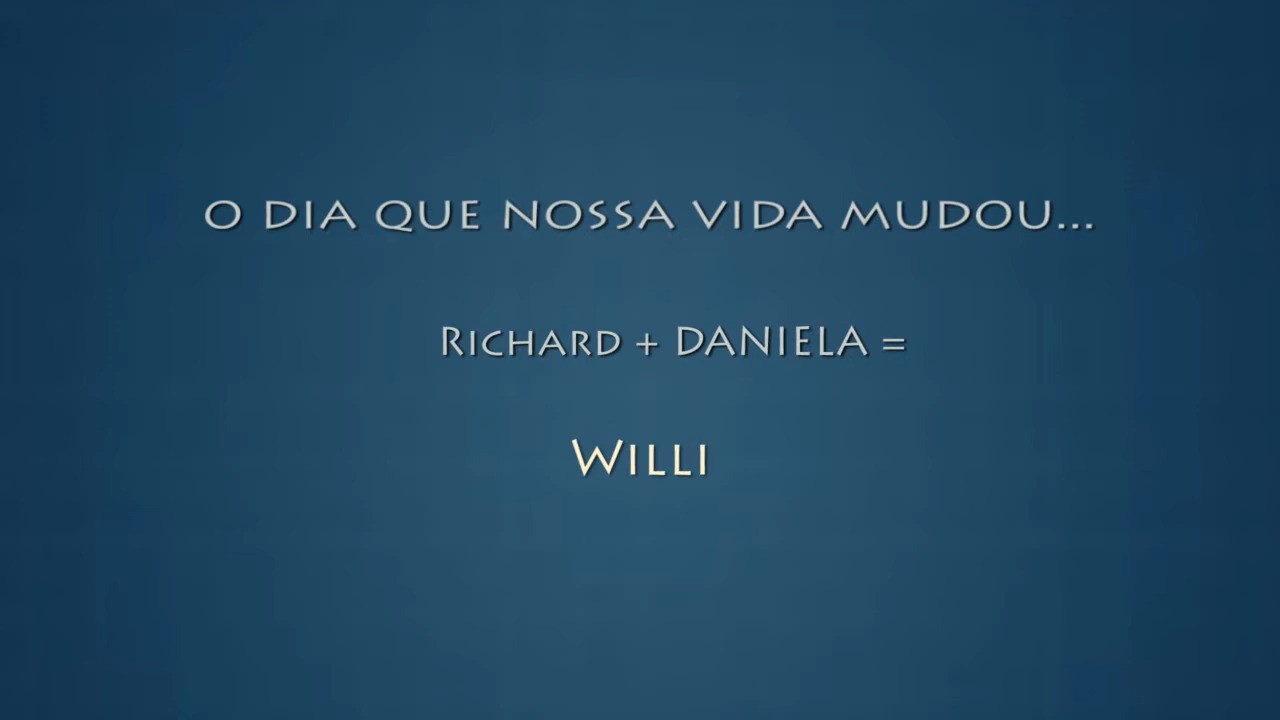 O DIA QUE NOSSA VIDA MUDOU...
RICHARD + DANIELA =
WILLI